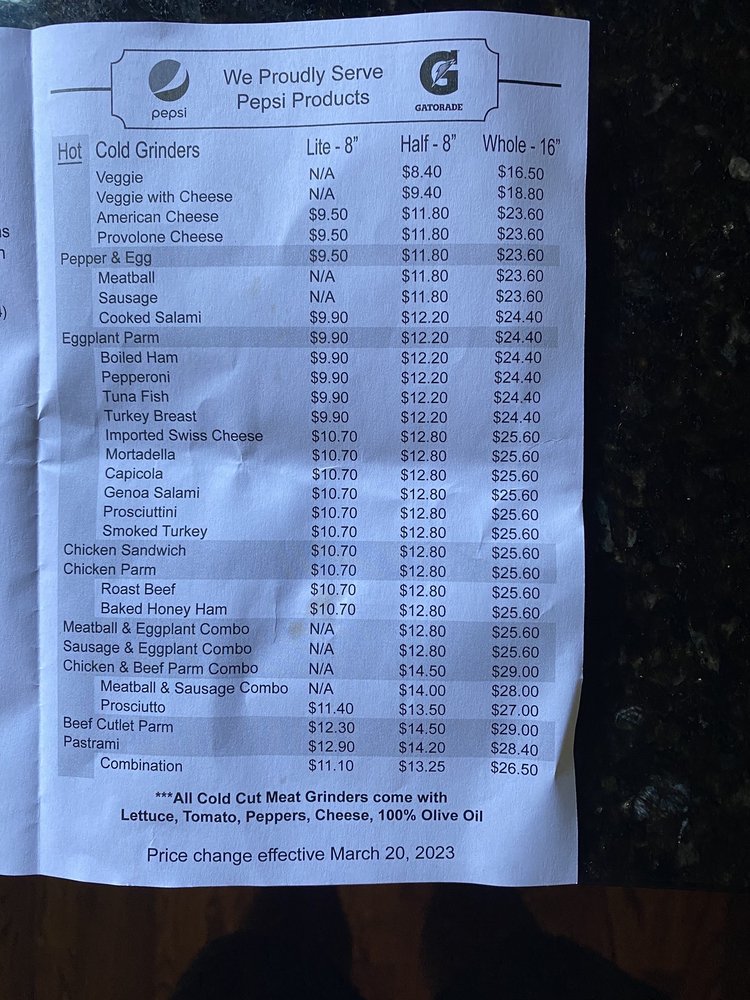 We Proudly Serve
Pepsi Products
pepsi
G
GATORADE
Hot Cold Grinders Lite - 8" Half - 8" Whole - 16"
Veggie N/A $8.40 $16.50
Veggie with Cheese N/A $9.40 $18.80
American Cheese $9.50 $11.80 $23.60
Provolone Cheese $9.50 $11.80 $23.60
Pepper & Egg $9.50 $11.80 $23.60
Meatball N/A $11.80 $23.60
Sausage N/A $11.80 $23.60
Cooked Salami $9.90 $12.20 $24.40
Eggplant Parm $9.90 $12.20 $24.40
Boiled Ham $9.90 $12.20 $24.40
Pepperoni $9.90 $12.20 $24.40
Tuna Fish $9.90 $12.20 $24.40
Turkey Breast $9.90 $12.20 $24.40
Imported Swiss Cheese $10.70 $12.80 $25.60
Mortadella $10.70 $12.80 $25.60
Capicola $10.70 $12.80 $25.60
Genoa Salami $10.70 $12.80 $25.60
Prosciuttini $10.70 $12.80 $25.60
Smoked Turkey $10.70 $12.80 $25.60
Chicken Sandwich $10.70 $12.80 $25.60
Chicken Parm $10.70 $12.80 $25.60
Roast Beef $10.70 $12.80 $25.60
Baked Honey Ham $10.70 $12.80 $25.60
Meatball & Eggplant Combo N/A $12.80 $25.60
Sausage & Eggplant Combo N/A $12.80 $25.60
Chicken & Beef Parm Combo N/A $14.50 $29.00
Meatball & Sausage Combo N/A $14.00 $28.00
Prosciutto $11.40 $13.50 $27.00
Beef Cutlet Parm $12.30 $14.50 $29.00
Pastrami $12.90 $14.20 $28.40
Combination $11.10 $13.25 $26.50
***All Cold Cut Meat Grinders come with
Lettuce, Tomato, Peppers, Cheese, 100% Olive Oil
Price change effective March 20, 2023